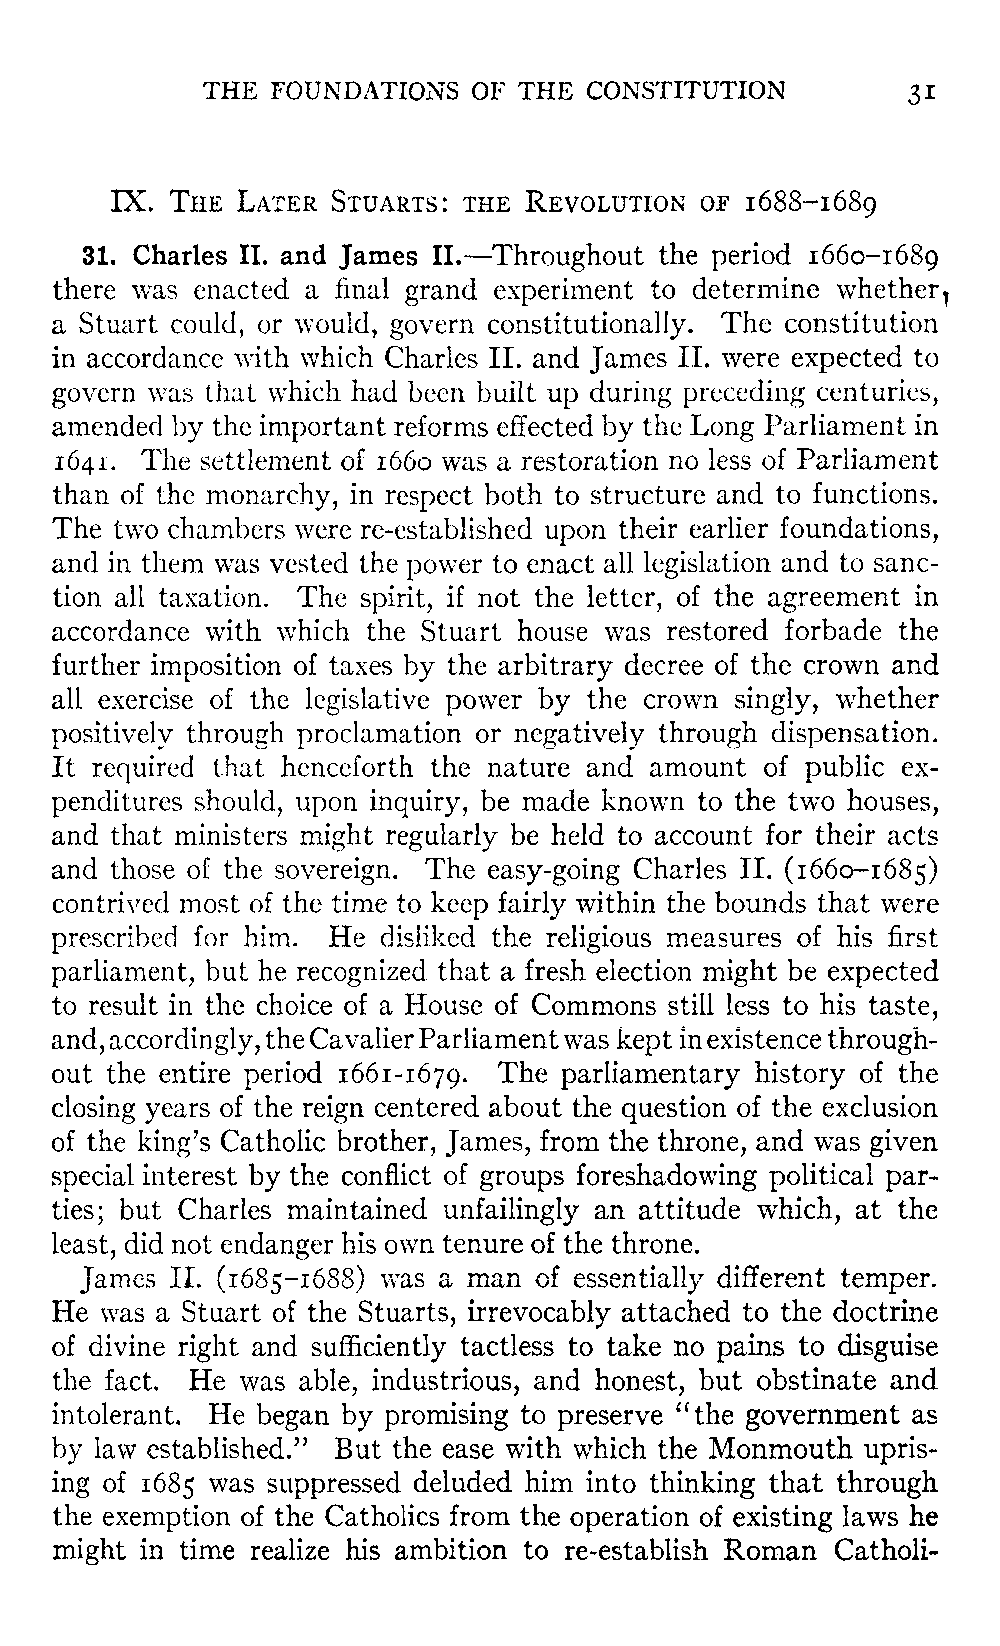 THE FOUNDATIONS OF THE CONSTITUTION 31
IX. The Later Stuarts: the Revolution of 1688–1689
31. Charles II. and James II.—Throughout the period 1660–1689
there was enacted a final grand experiment to determine whether,
a Stuart could, or would, govern constitutionally. The constitution
in accordance with which Charles II. and James II. were expected to
govern was that which had been built up during preceding centuries,
amended by the important reforms effected by the Long Parliament in
1641. The settlement of 1660 was a restoration no less of Parliament
than of the monarchy, in respect both to structure and to functions.
The two chambers were re-established upon their earlier foundations,
and in them was vested the power to enact all legislation and to sanc-
tion all taxation. The spirit, if not the letter, of the agreement in
accordance with which the Stuart house was restored forbade the
further imposition of taxes by the arbitrary decree of the crown and
all exercise of the legislative power by the crown singly, whether
positively through proclamation or negatively through dispensation.
It required that henceforth the nature and amount of public ex-
penditures should, upon inquiry, be made known to the two houses,
and that ministers might regularly be held to account for their acts
and those of the sovereign. The easy-going Charles II. (1660–1685)
contrived most of the time to keep fairly within the bounds that were
prescribed for him. He disliked the religious measures of his first
parliament, but he recognized that a fresh election might be expected
to result in the choice of a House of Commons still less to his taste,
and, accordingly, the Cavalier Parliament was kept in existence through-
out the entire period 1661-1679. The parliamentary history of the
closing years of the reign centered about the question of the exclusion
of the king's Catholic brother, James, from the throne, and was given
special interest by the conflict of groups foreshadowing political par-
ties; but Charles maintained unfailingly an attitude which, at the
least, did not endanger his own tenure of the throne.
James II. (1685–1688) was a man of essentially different temper.
He was a Stuart of the Stuarts, irrevocably attached to the doctrine
of divine right and sufficiently tactless to take no pains to disguise
the fact. He was able, industrious, and honest, but obstinate and
intolerant. He began by promising to preserve "the government as
by law established." But the ease with which the Monmouth upris-
ing of 1685 was suppressed deluded him into thinking that through
the exemption of the Catholics from the operation of existing laws he
might in time realize his ambition to re-establish Roman Catholi-